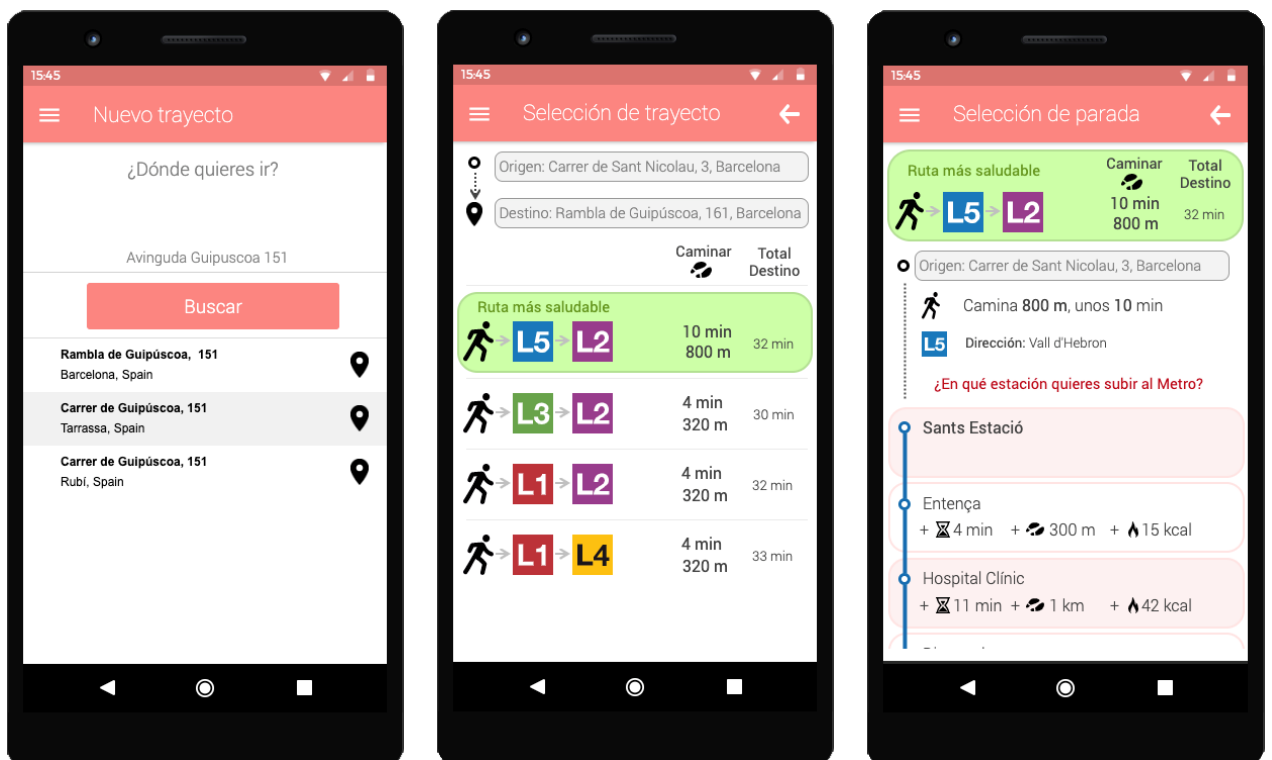 15:45
Nuevo trayecto
¿Dónde quieres ir?
Avinguda Guipuscoa 151
Buscar
Rambla de Guipúscoa, 151
Barcelona, Spain
Carrer de Guipúscoa, 151
Tarrassa, Spain
Carrer de Guipúscoa, 151
Rubí, Spain
15:45
Selección de trayecto
Origen: Carrer de Sant Nicolau, 3, Barcelona
Destino: Rambla de Guipúscoa, 161, Barcelona
Caminar
Total
Destino
Ruta más saludable
L5 L2 10 min 32 min
800 m
L3 L2 4 min 30 min
320 m
L1 L2 4 min 32 min
320 m
L1 L4 4 min 33 min
320 m
15:45
Selección de parada
Ruta más saludable
Caminar
Total
Destino
L5 L2 10 min 32 min
800 m
Origen: Carrer de Sant Nicolau, 3, Barcelona
Camina 800 m, unos 10 min
L5 Dirección: Vall d'Hebron
¿En qué estación quieres subir al Metro?
Sants Estació
Entença
+ 4 min + 300 m + 15 kcal
Hospital Clínic
+ 11 min + 1 km + 42 kcal